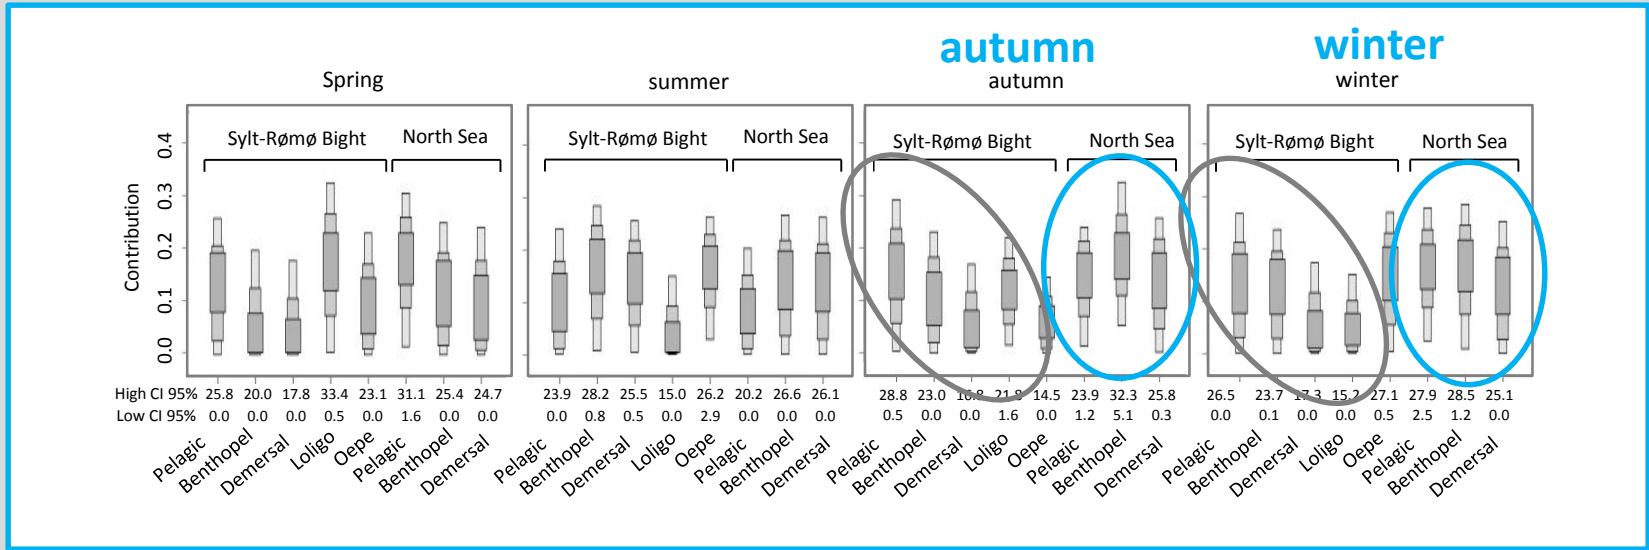 autumn winter
Spring summer autumn winter
Sylt-Rømø Bight North Sea Sylt-Rømø Bight North Sea Sylt-Rømø Bight North Sea Sylt-Rømø Bight North Sea
Contribution
0.4
0.3
0.2
0.1
0.0
High CI 95% 25.8 20.0 17.8 33.4 23.1 31.1 25.4 24.7 23.9 28.2 25.5 15.0 26.2 20.2 26.6 26.1 28.8 23.0 14.5 23.9 32.3 25.8 26.5 23.7 15.2 27.1 27.9 28.5 25.1
Low CI 95% 0.0 0.0 0.0 0.5 0.0 1.6 0.0 0.0 0.0 0.8 0.5 0.0 2.9 0.0 0.0 0.0 0.5 0.0 0.0 1.6 0.0 1.2 5.1 0.3 0.0 0.1 0.0 0.0 0.5 2.5 1.2 0.0
Pelagic Benthopel Demersal Loligo Oepe Pelagic Benthopel Demersal Pelagic Benthopel Demersal Loligo Oepe Pelagic Benthopel Demersal Pelagic Benthopel Demersal Loligo Oepe Pelagic Benthopel Demersal Pelagic Benthopel Demersal Loligo Oepe Pelagic Benthopel Demersal